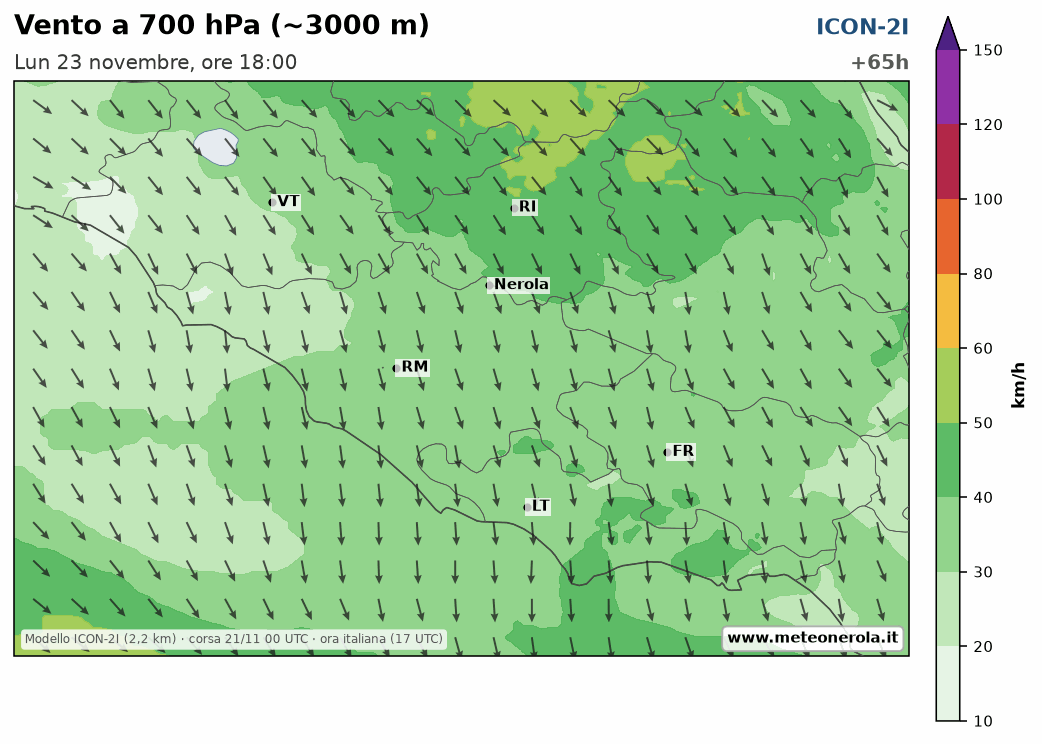 Vento a 700 hPa (~3000 m)
ICON-2I
Lun 23 novembre, ore 18:00
+65h
150
120
100
80
60
50
40
30
20
10
km/h
VT
RI
Nerola
RM
FR
LT
Modello ICON-2I (2,2 km) · corsa 21/11 00 UTC · ora italiana (17 UTC)
www.meteonerola.it